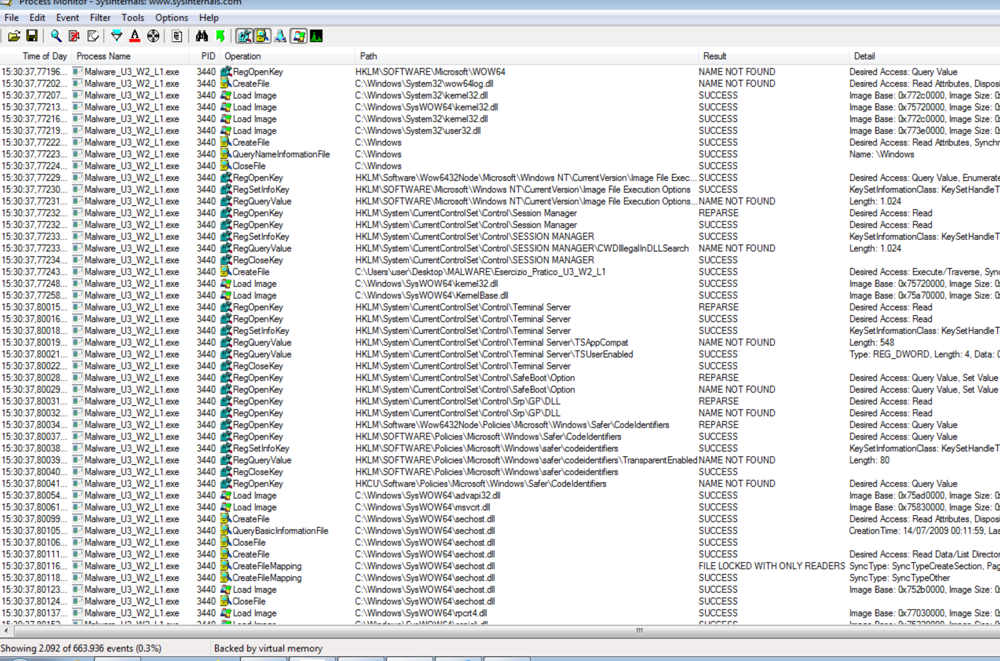 Process Monitor - Sysinternals: www.sysinternals.com
File Edit Event Filter Tools Options Help
Time of Day Process Name PID Operation Path Result Detail
15:30:37,77196... Malware_U3_W2_L1.exe 3440 RegOpenKey HKLM\SOFTWARE\Microsoft\WOW64 NAME NOT FOUND Desired Access: Query Value
15:30:37,77202... Malware_U3_W2_L1.exe 3440 CreateFile C:\Windows\System32\wow64log.dll NAME NOT FOUND Desired Access: Read Attributes, Disposi
15:30:37,77207... Malware_U3_W2_L1.exe 3440 Load Image C:\Windows\System32\kernel32.dll SUCCESS Image Base: 0x772c0000, Image Size: 0x
15:30:37,77213... Malware_U3_W2_L1.exe 3440 Load Image C:\Windows\SysWOW64\kernel32.dll SUCCESS Image Base: 0x75720000, Image Size: 0x
15:30:37,77216... Malware_U3_W2_L1.exe 3440 Load Image C:\Windows\System32\kernel32.dll SUCCESS Image Base: 0x772c0000, Image Size: 0x
15:30:37,77219... Malware_U3_W2_L1.exe 3440 Load Image C:\Windows\System32\user32.dll SUCCESS Image Base: 0x773e0000, Image Size: 0x
15:30:37,77222... Malware_U3_W2_L1.exe 3440 CreateFile C:\Windows SUCCESS Desired Access: Read Attributes, Synchr
15:30:37,77223... Malware_U3_W2_L1.exe 3440 QueryNameInformationFile C:\Windows SUCCESS Name: \Windows
15:30:37,77224... Malware_U3_W2_L1.exe 3440 CloseFile C:\Windows SUCCESS
15:30:37,77229... Malware_U3_W2_L1.exe 3440 RegOpenKey HKLM\Software\Wow6432Node\Microsoft\Windows NT\CurrentVersion\Image File Exec... SUCCESS Desired Access: Query Value, Enumerate
15:30:37,77230... Malware_U3_W2_L1.exe 3440 RegSetInfoKey HKLM\SOFTWARE\Microsoft\Windows NT\CurrentVersion\Image File Execution Options SUCCESS KeySetInformationClass: KeySetHandleT
15:30:37,77231... Malware_U3_W2_L1.exe 3440 RegQueryValue HKLM\SOFTWARE\Microsoft\Windows NT\CurrentVersion\Image File Execution Options... NAME NOT FOUND Length: 1.024
15:30:37,77232... Malware_U3_W2_L1.exe 3440 RegOpenKey HKLM\System\CurrentControlSet\Control\Session Manager REPARSE Desired Access: Read
15:30:37,77232... Malware_U3_W2_L1.exe 3440 RegOpenKey HKLM\System\CurrentControlSet\Control\Session Manager SUCCESS Desired Access: Read
15:30:37,77233... Malware_U3_W2_L1.exe 3440 RegSetInfoKey HKLM\System\CurrentControlSet\Control\SESSION MANAGER SUCCESS KeySetInformationClass: KeySetHandleT
15:30:37,77233... Malware_U3_W2_L1.exe 3440 RegQueryValue HKLM\System\CurrentControlSet\Control\SESSION MANAGER\CWDIllegalInDLLSearch NAME NOT FOUND Length: 1.024
15:30:37,77234... Malware_U3_W2_L1.exe 3440 RegCloseKey HKLM\System\CurrentControlSet\Control\SESSION MANAGER SUCCESS
15:30:37,77243... Malware_U3_W2_L1.exe 3440 CreateFile C:\Users\user\Desktop\MALWARE\Esercizio_Pratico_U3_W2_L1 SUCCESS Desired Access: Execute/Traverse, Sync
15:30:37,77248... Malware_U3_W2_L1.exe 3440 Load Image C:\Windows\SysWOW64\kernel32.dll SUCCESS Image Base: 0x75720000, Image Size: 0x
15:30:37,77258... Malware_U3_W2_L1.exe 3440 Load Image C:\Windows\SysWOW64\KernelBase.dll SUCCESS Image Base: 0x75a70000, Image Size: 0x
15:30:37,80015... Malware_U3_W2_L1.exe 3440 RegOpenKey HKLM\System\CurrentControlSet\Control\Terminal Server REPARSE Desired Access: Read
15:30:37,80016... Malware_U3_W2_L1.exe 3440 RegOpenKey HKLM\System\CurrentControlSet\Control\Terminal Server SUCCESS Desired Access: Read
15:30:37,80018... Malware_U3_W2_L1.exe 3440 RegSetInfoKey HKLM\System\CurrentControlSet\Control\Terminal Server SUCCESS KeySetInformationClass: KeySetHandleT
15:30:37,80019... Malware_U3_W2_L1.exe 3440 RegQueryValue HKLM\System\CurrentControlSet\Control\Terminal Server\TSAppCompat NAME NOT FOUND Length: 548
15:30:37,80021... Malware_U3_W2_L1.exe 3440 RegQueryValue HKLM\System\CurrentControlSet\Control\Terminal Server\TSUserEnabled SUCCESS Type: REG_DWORD, Length: 4, Data: 0
15:30:37,80022... Malware_U3_W2_L1.exe 3440 RegCloseKey HKLM\System\CurrentControlSet\Control\Terminal Server SUCCESS
15:30:37,80028... Malware_U3_W2_L1.exe 3440 RegOpenKey HKLM\System\CurrentControlSet\Control\SafeBoot\Option REPARSE Desired Access: Query Value, Set Value
15:30:37,80029... Malware_U3_W2_L1.exe 3440 RegOpenKey HKLM\System\CurrentControlSet\Control\SafeBoot\Option NAME NOT FOUND Desired Access: Query Value, Set Value
15:30:37,80031... Malware_U3_W2_L1.exe 3440 RegOpenKey HKLM\System\CurrentControlSet\Control\Srp\GP\DLL REPARSE Desired Access: Read
15:30:37,80032... Malware_U3_W2_L1.exe 3440 RegOpenKey HKLM\System\CurrentControlSet\Control\Srp\GP\DLL NAME NOT FOUND Desired Access: Read
15:30:37,80034... Malware_U3_W2_L1.exe 3440 RegOpenKey HKLM\Software\Wow6432Node\Policies\Microsoft\Windows\Safer\CodeIdentifiers REPARSE Desired Access: Query Value
15:30:37,80037... Malware_U3_W2_L1.exe 3440 RegOpenKey HKLM\SOFTWARE\Policies\Microsoft\Windows\Safer\CodeIdentifiers SUCCESS Desired Access: Query Value
15:30:37,80038... Malware_U3_W2_L1.exe 3440 RegSetInfoKey HKLM\SOFTWARE\Policies\Microsoft\Windows\safer\codeidentifiers SUCCESS KeySetInformationClass: KeySetHandleT
15:30:37,80039... Malware_U3_W2_L1.exe 3440 RegQueryValue HKLM\SOFTWARE\Policies\Microsoft\Windows\safer\codeidentifiers\TransparentEnabled NAME NOT FOUND Length: 80
15:30:37,80040... Malware_U3_W2_L1.exe 3440 RegCloseKey HKLM\SOFTWARE\Policies\Microsoft\Windows\safer\codeidentifiers SUCCESS
15:30:37,80041... Malware_U3_W2_L1.exe 3440 RegOpenKey HKCU\Software\Policies\Microsoft\Windows\Safer\CodeIdentifiers NAME NOT FOUND Desired Access: Query Value
15:30:37,80054... Malware_U3_W2_L1.exe 3440 Load Image C:\Windows\SysWOW64\advapi32.dll SUCCESS Image Base: 0x75ad0000, Image Size: 0x
15:30:37,80061... Malware_U3_W2_L1.exe 3440 Load Image C:\Windows\SysWOW64\msvcrt.dll SUCCESS Image Base: 0x75830000, Image Size: 0x
15:30:37,80099... Malware_U3_W2_L1.exe 3440 CreateFile C:\Windows\SysWOW64\sechost.dll SUCCESS Desired Access: Read Attributes, Disposi
15:30:37,80105... Malware_U3_W2_L1.exe 3440 QueryBasicInformationFile C:\Windows\SysWOW64\sechost.dll SUCCESS CreationTime: 14/07/2009 00:11:59, Las
15:30:37,80106... Malware_U3_W2_L1.exe 3440 CloseFile C:\Windows\SysWOW64\sechost.dll SUCCESS
15:30:37,80111... Malware_U3_W2_L1.exe 3440 CreateFile C:\Windows\SysWOW64\sechost.dll SUCCESS Desired Access: Read Data/List Director
15:30:37,80116... Malware_U3_W2_L1.exe 3440 CreateFileMapping C:\Windows\SysWOW64\sechost.dll FILE LOCKED WITH ONLY READERS SyncType: SyncTypeCreateSection, Pag
15:30:37,80118... Malware_U3_W2_L1.exe 3440 CreateFileMapping C:\Windows\SysWOW64\sechost.dll SUCCESS SyncType: SyncTypeOther
15:30:37,80123... Malware_U3_W2_L1.exe 3440 Load Image C:\Windows\SysWOW64\sechost.dll SUCCESS Image Base: 0x752b0000, Image Size: 0x
15:30:37,80124... Malware_U3_W2_L1.exe 3440 CloseFile C:\Windows\SysWOW64\sechost.dll SUCCESS
15:30:37,80137... Malware_U3_W2_L1.exe 3440 Load Image C:\Windows\SysWOW64\rpcrt4.dll SUCCESS Image Base: 0x77030000, Image Size: 0x
Showing 2.092 of 663.936 events (0.3%) Backed by virtual memory